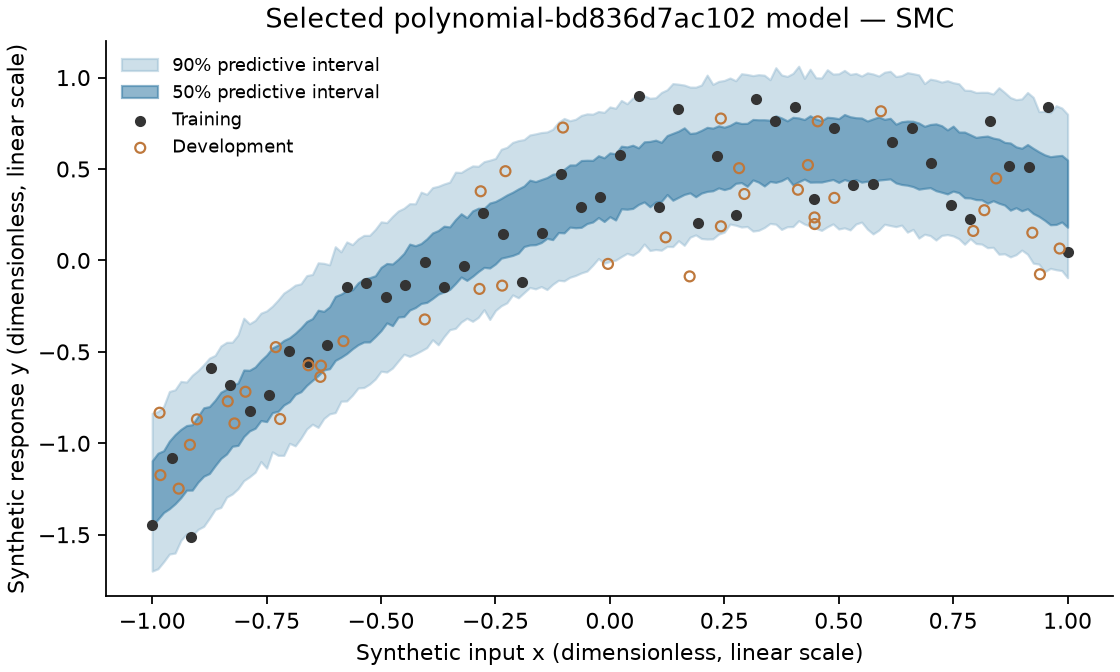 Selected polynomial-bd836d7ac102 model — SMC
90% predictive interval
50% predictive interval
Training
Development
Synthetic response y (dimensionless, linear scale)
1.0
0.5
0.0
−0.5
−1.0
−1.5
−1.00 −0.75 −0.50 −0.25 0.00 0.25 0.50 0.75 1.00
Synthetic input x (dimensionless, linear scale)